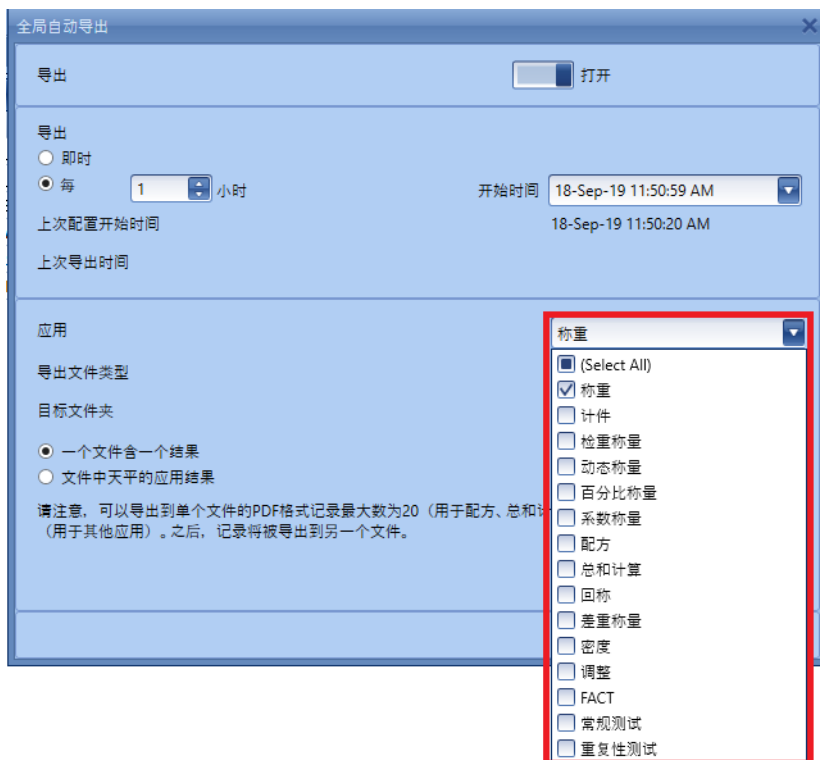 全局自动导出
导出
打开
导出
即时
每 1 小时
开始时间 18-Sep-19 11:50:59 AM
上次配置开始时间 18-Sep-19 11:50:20 AM
上次导出时间
应用
称重
导出文件类型
目标文件夹
一个文件含一个结果
文件中天平的应用结果
请注意，可以导出到单个文件的PDF格式记录最大数为20（用于配方、总和
（用于其他应用）。之后，记录将被导出到另一个文件。
(Select All)
称重
计件
检重称量
动态称量
百分比称量
系数称量
配方
总和计算
回称
差重称量
密度
调整
FACT
常规测试
重复性测试